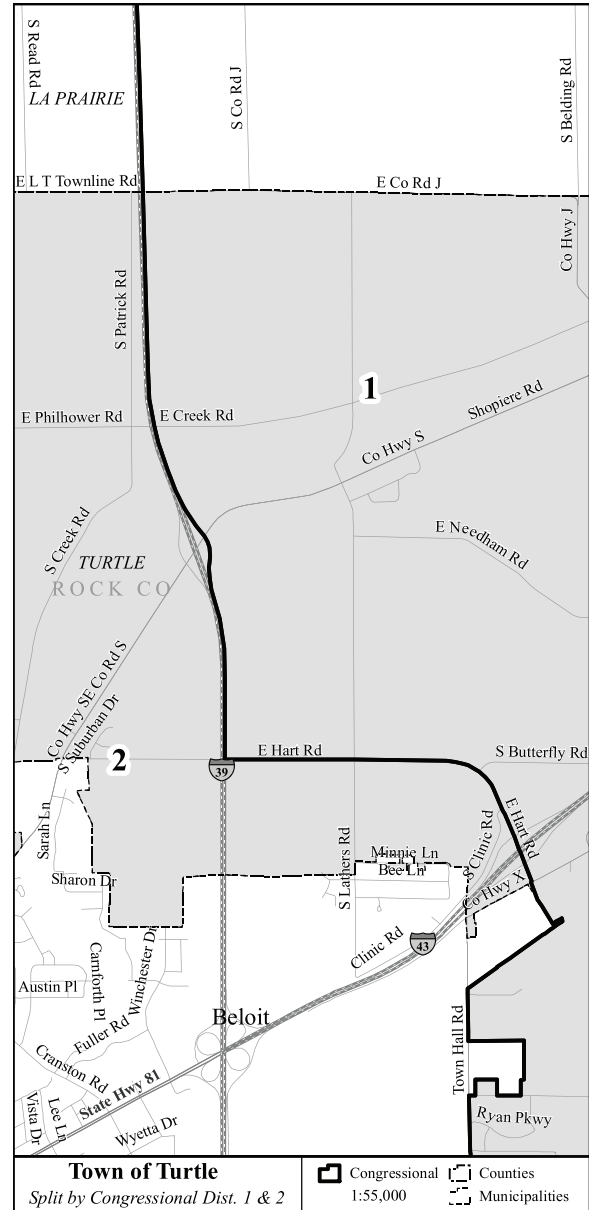 S Read Rd
LA PRAIRIE
S Co Rd J
S Belding Rd
E L T Townline Rd
E Co Rd J
Co Hwy J
S Patrick Rd
1
Shopiere Rd
E Philhower Rd
E Creek Rd
Co Hwy S
S Creek Rd
E Needham Rd
TURTLE
ROCK CO
Co Hwy SE Co Rd S
S Suburban Dr
2
E Hart Rd
S Butterfly Rd
39
Sarah Ln
S Lathers Rd
Minnie Ln
Bee Ln
S Clinic Rd
E Hart Rd
Sharon Dr
Co Hwy X
Carnforth Pl
Winchester Dr
Clinic Rd
43
Austin Pl
Fuller Rd
Beloit
Cranston Rd
Town Hall Rd
State Hwy 81
Vista Dr
Lee Ln
Wyetta Dr
Ryan Pkwy
Town of Turtle
Split by Congressional Dist. 1 & 2
Congressional
1:55,000
Counties
Municipalities